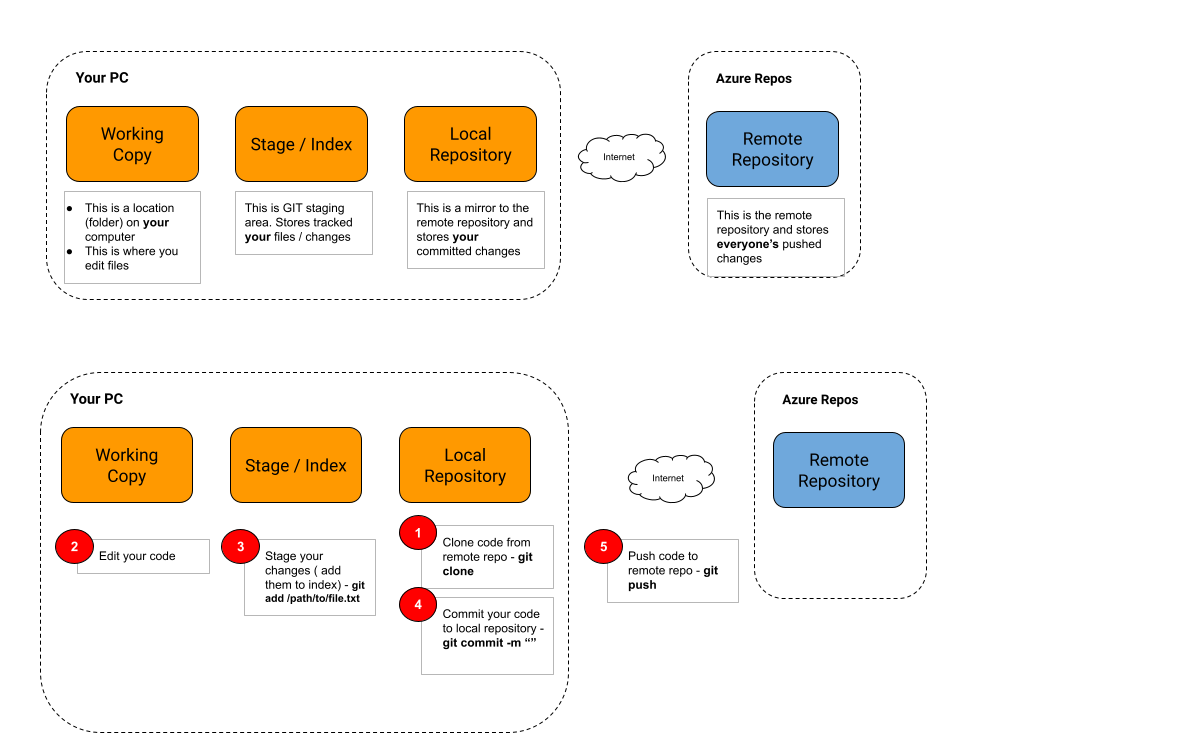 Your PC
Azure Repos
Working
Copy
Stage / Index
Local
Repository
Internet
Remote
Repository
● This is a location
(folder) on your
computer
● This is where you
edit files
This is GIT staging
area. Stores tracked
your files / changes
This is a mirror to the
remote repository and
stores your
committed changes
This is the remote
repository and stores
everyone's pushed
changes
Your PC
Azure Repos
Working
Copy
Stage / Index
Local
Repository
Internet
Remote
Repository
1
Clone code from
remote repo - git
clone
2
Edit your code
3
Stage your
changes ( add
them to index) - git
add /path/to/file.txt
4
Commit your code
to local repository -
git commit -m “”
5
Push code to
remote repo - git
push